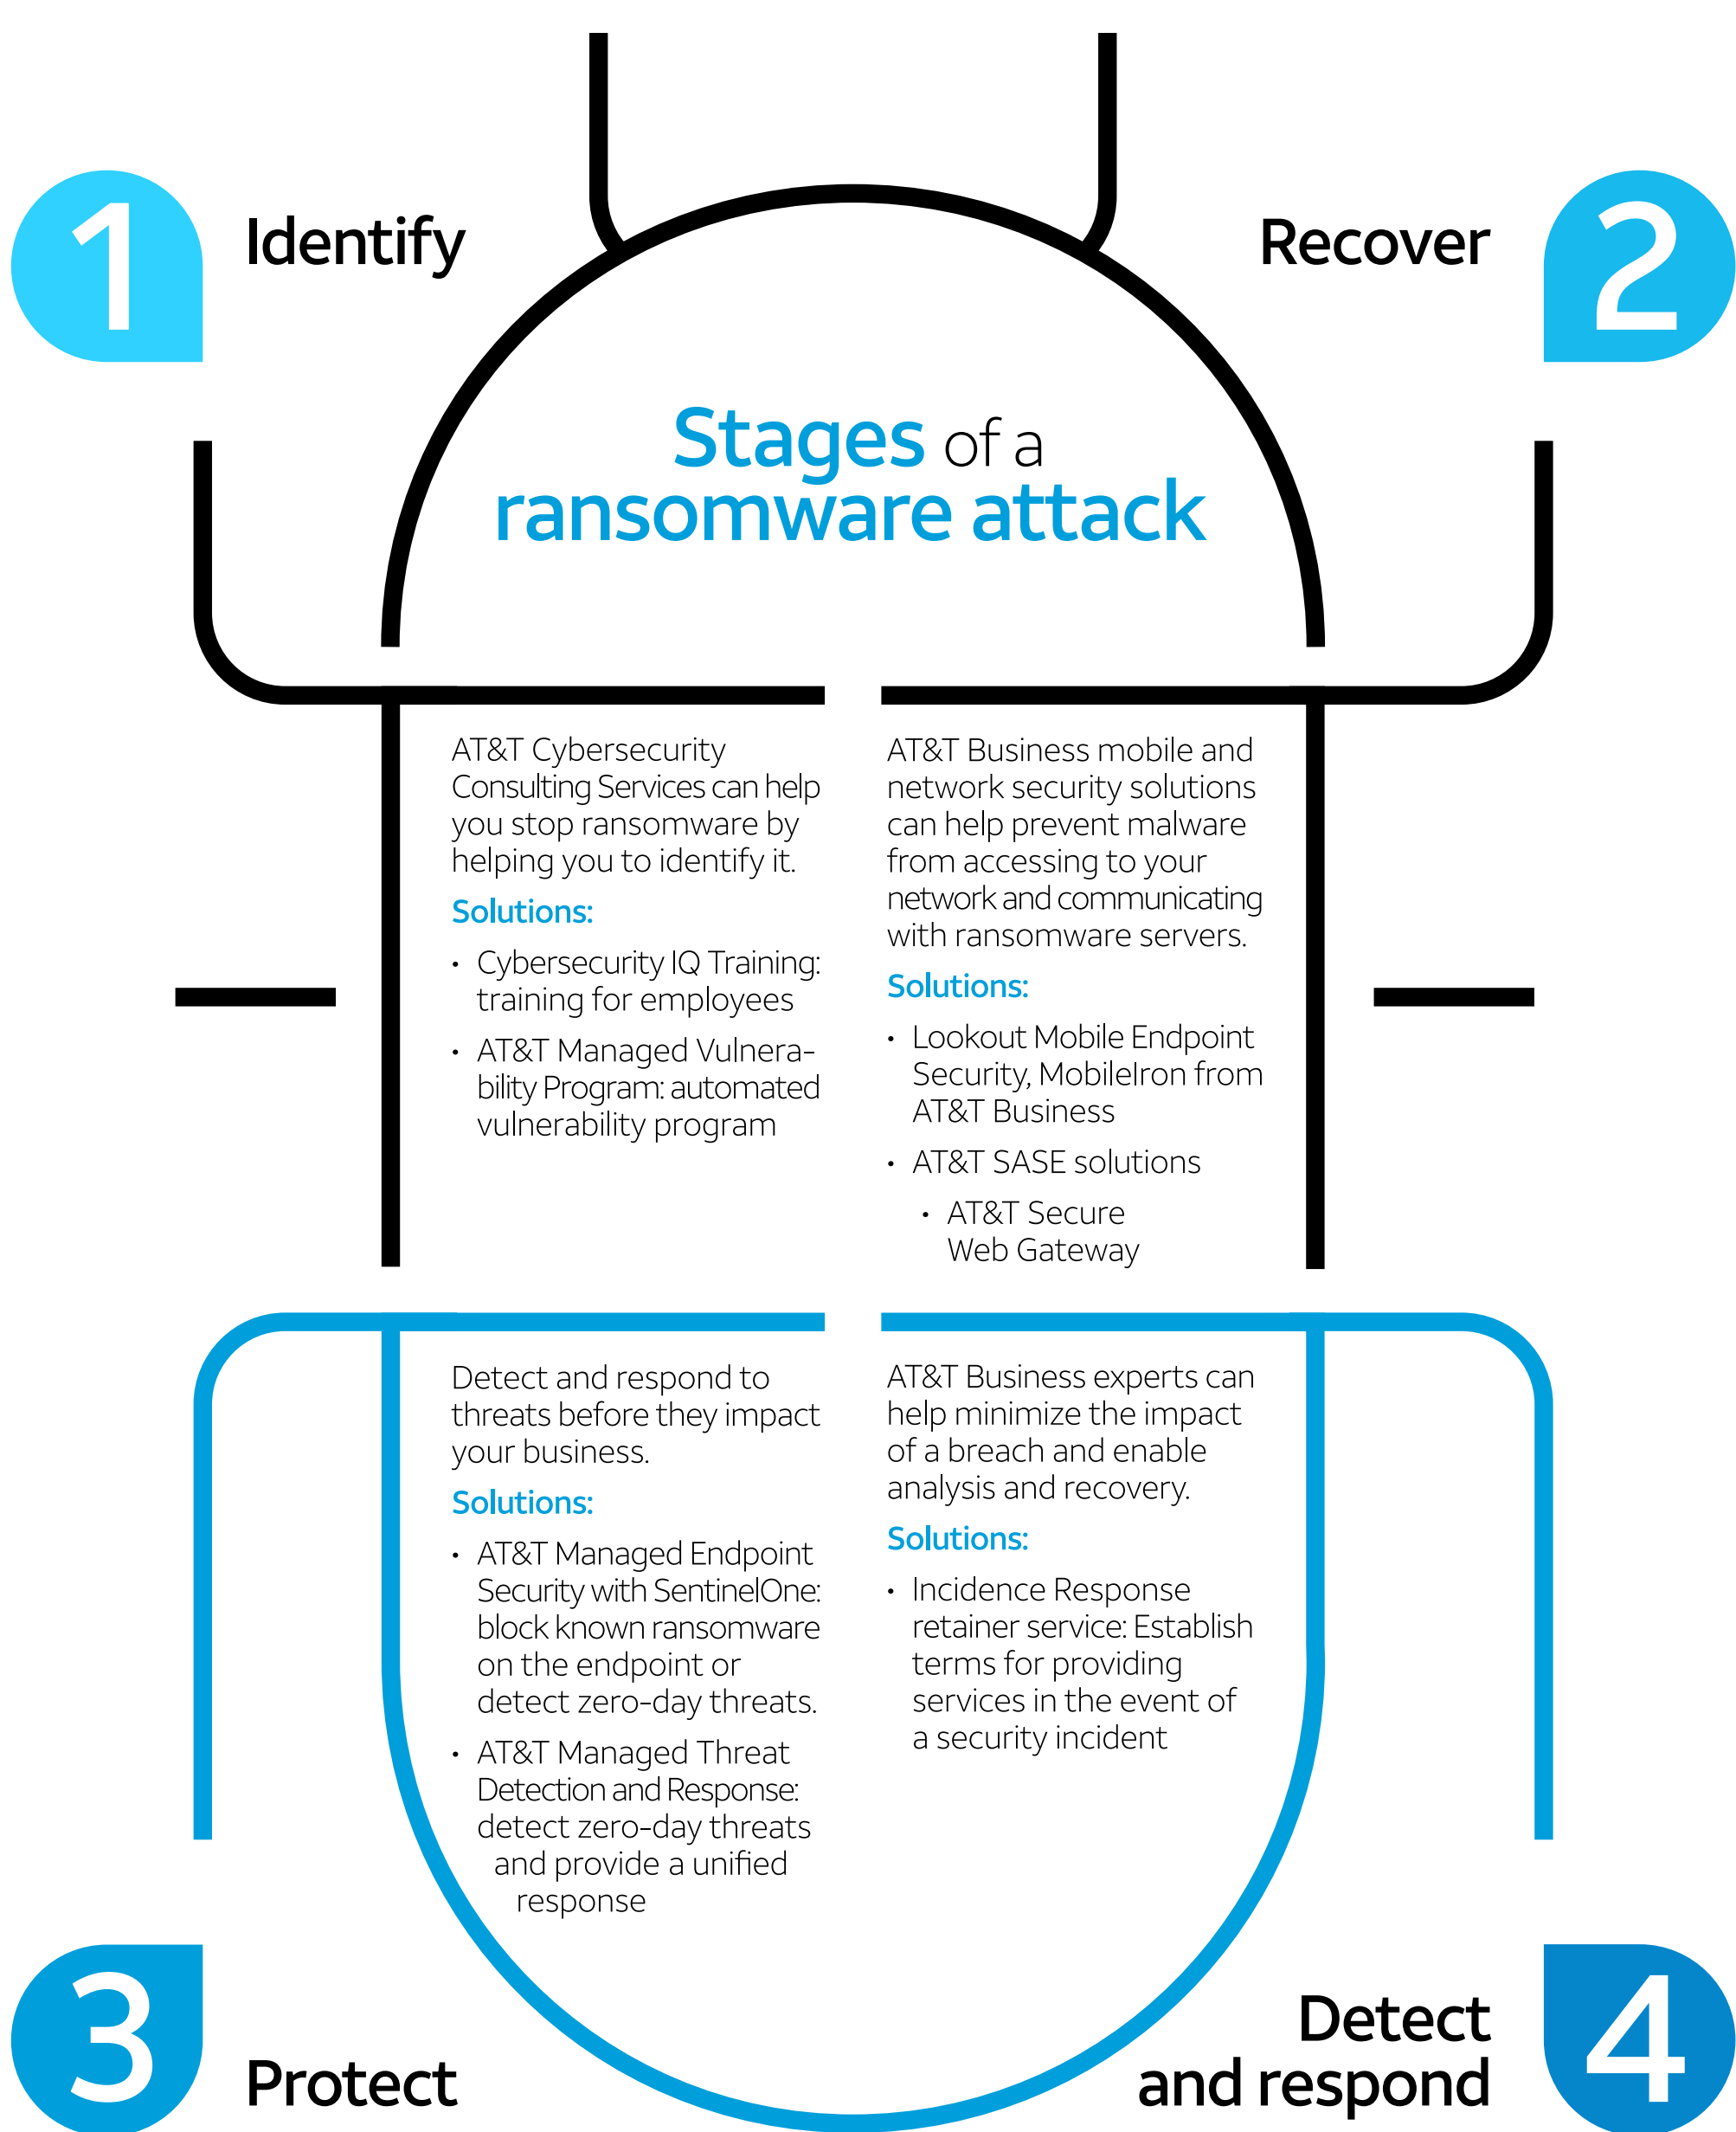 1
Identify
Recover
2
Stages of a
ransomware attack
AT&T Cybersecurity
Consulting Services can help
you stop ransomware by
helping you to identify it.
Solutions:
• Cybersecurity IQ Training:
training for employees
• AT&T Managed Vulnera-
bility Program: automated
vulnerability program
AT&T Business mobile and
network security solutions
can help prevent malware
from accessing to your
network and communicating
with ransomware servers.
Solutions:
• Lookout Mobile Endpoint
Security, MobileIron from
AT&T Business
• AT&T SASE solutions
• AT&T Secure
Web Gateway
Detect and respond to
threats before they impact
your business.
Solutions:
• AT&T Managed Endpoint
Security with SentinelOne:
block known ransomware
on the endpoint or
detect zero-day threats.
• AT&T Managed Threat
Detection and Response:
detect zero-day threats
and provide a unified
response
AT&T Business experts can
help minimize the impact
of a breach and enable
analysis and recovery.
Solutions:
• Incidence Response
retainer service: Establish
terms for providing
services in the event of
a security incident
3
Protect
Detect
and respond
4